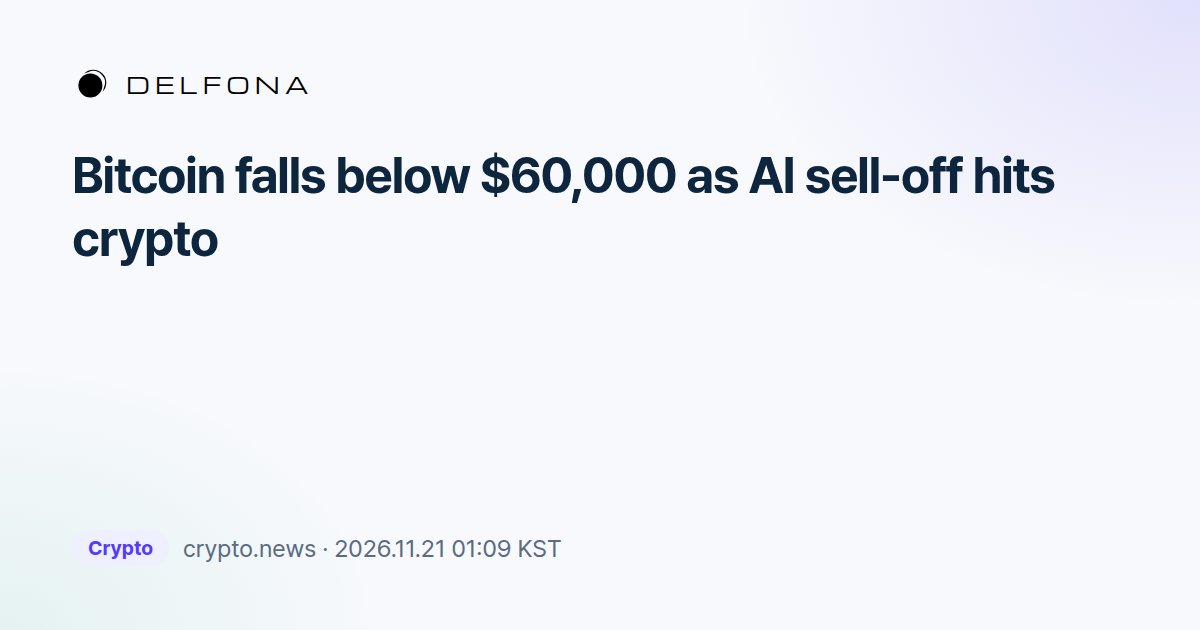 DELFONA
Bitcoin falls below $60,000 as AI sell-off hits
crypto
Crypto crypto.news · 2026.11.21 01:09 KST